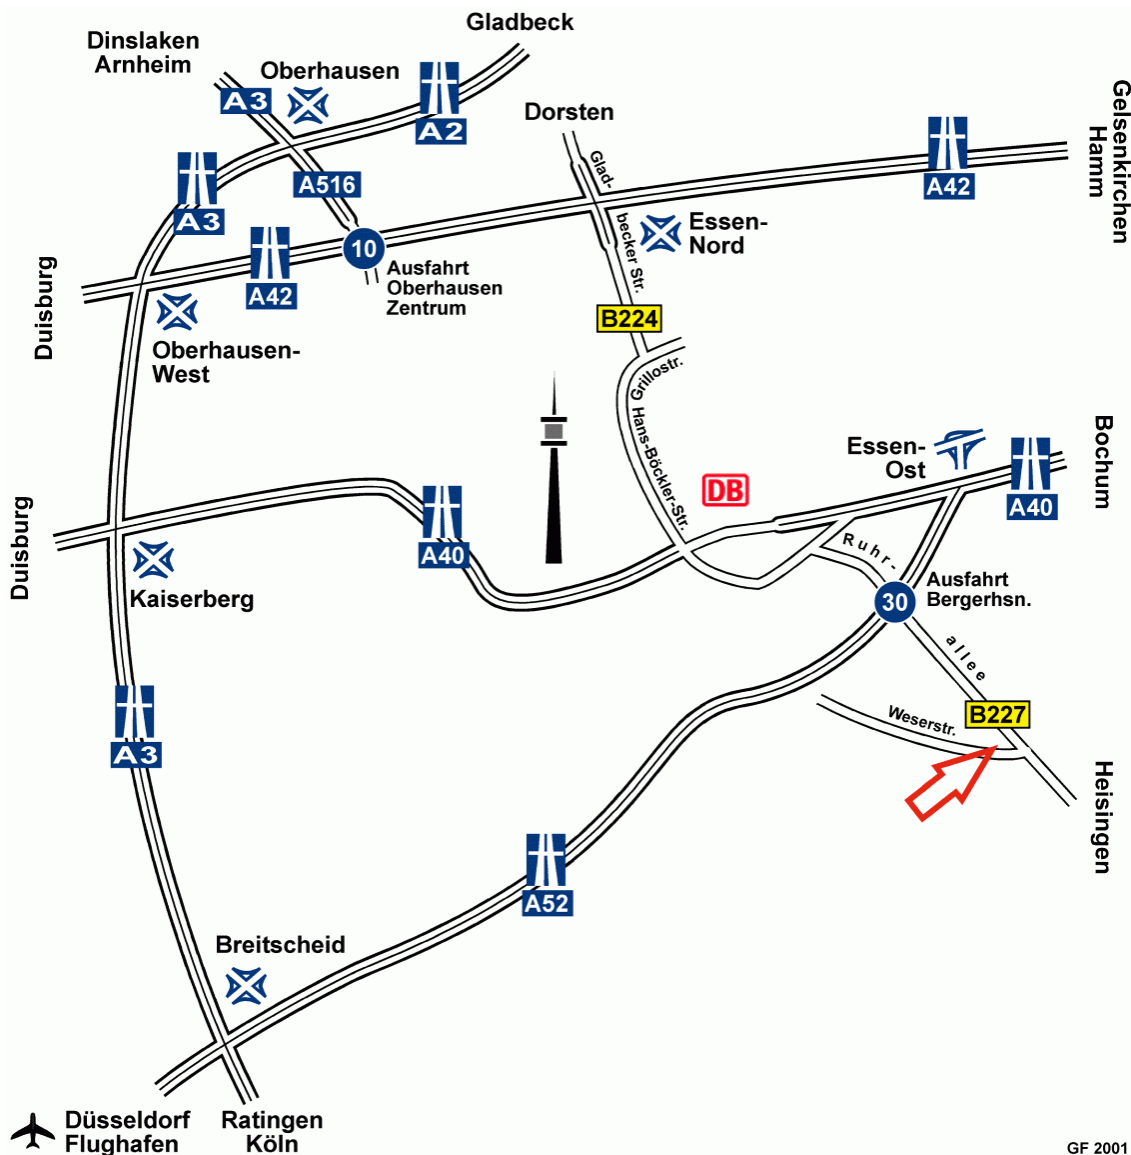 Gladbeck
Dinslaken
Arnheim
Oberhausen
A3
A2
Dorsten
Gelsenkirchen
Hamm
A516
A3
A42
Glad-
becker Str.
Essen-
Nord
10
Ausfahrt
Oberhausen
Zentrum
A42
Duisburg
Oberhausen-
West
B224
Grillostr.
Hans-Böckler-Str.
Bochum
Essen-
Ost
DB
A40
Duisburg
A40
Ruhr-
Kaiserberg
30
Ausfahrt
Bergerhsn.
allee
B227
Weserstr.
A3
Heisingen
A52
Breitscheid
Düsseldorf
Flughafen
Ratingen
Köln
GF 2001